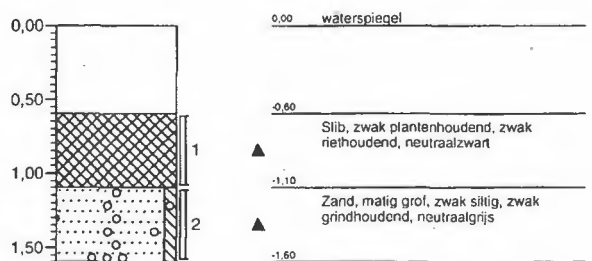 0,00
0,00 waterspiegel
0,50
-0,60
Slib, zwak plantenhoudend, zwak
riethoudend, neutraalzwart
1
1,00
-1,10
Zand, matig grof, zwak siltig, zwak
grindhoudend, neutraalgrijs
2
1,50
-1,60